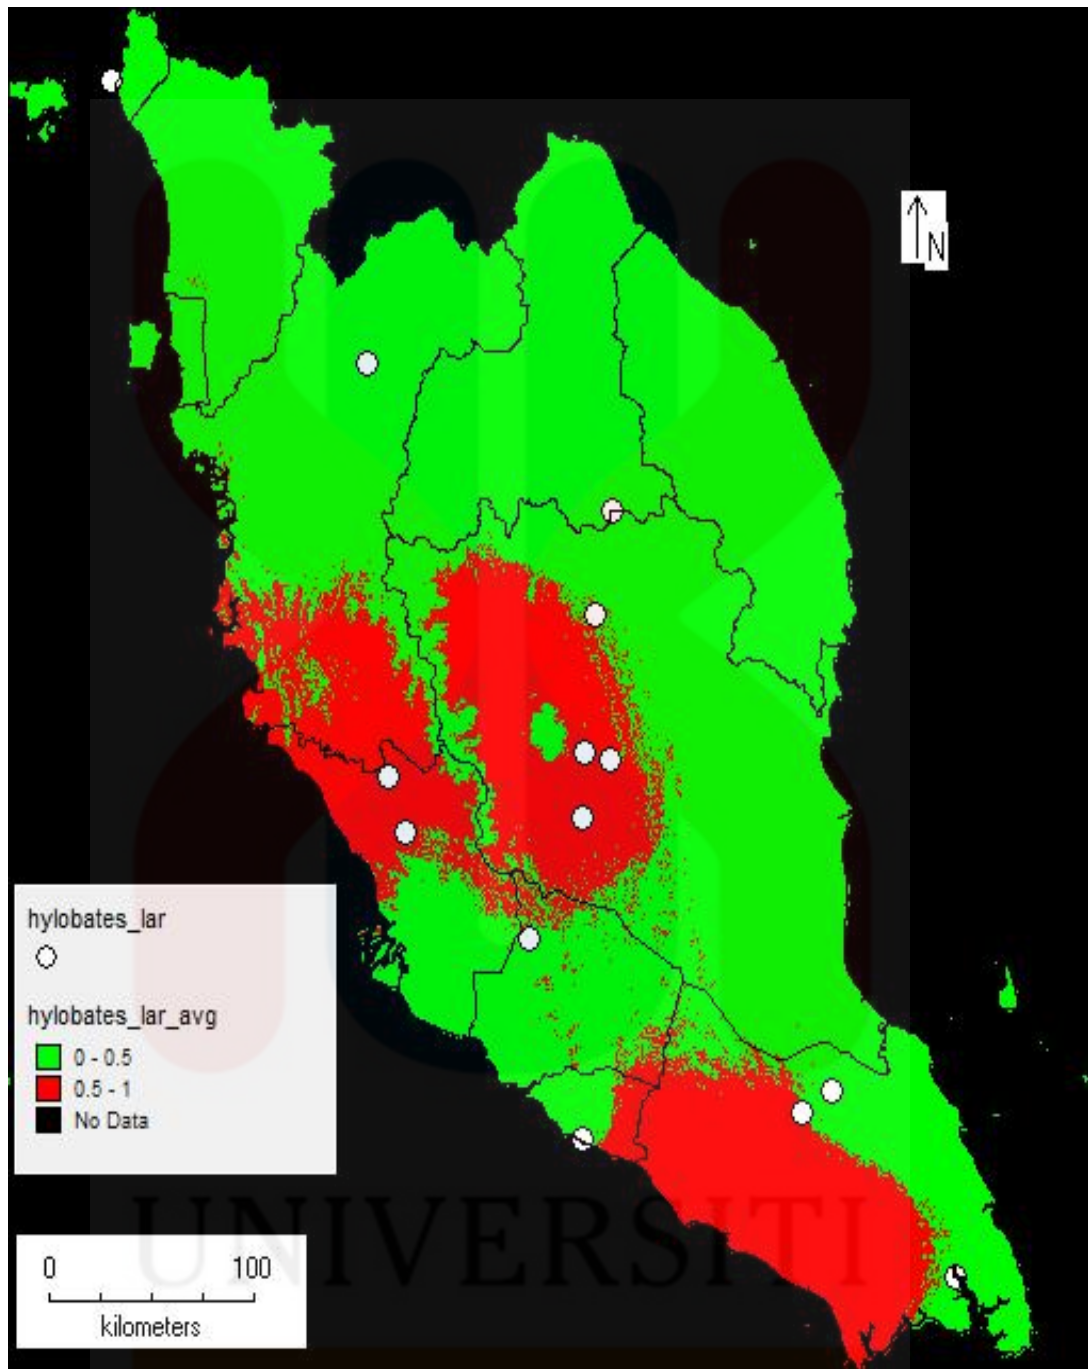 N
hylobates_lar
hylobates_lar_avg
0 - 0.5
0.5 - 1
No Data
0 100
kilometers
UNIVERSITI